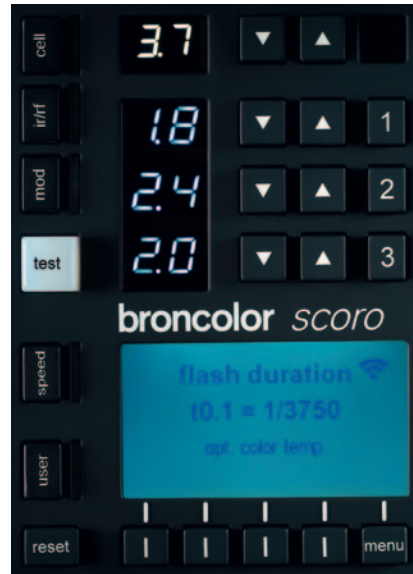 cell 3.7
ir/rf 1.8 1
mod 2.4 2
test 2.0 3
broncolor scoro
speed
flash duration
t0.1 = 1/3750
opt. color temp.
user
reset menu